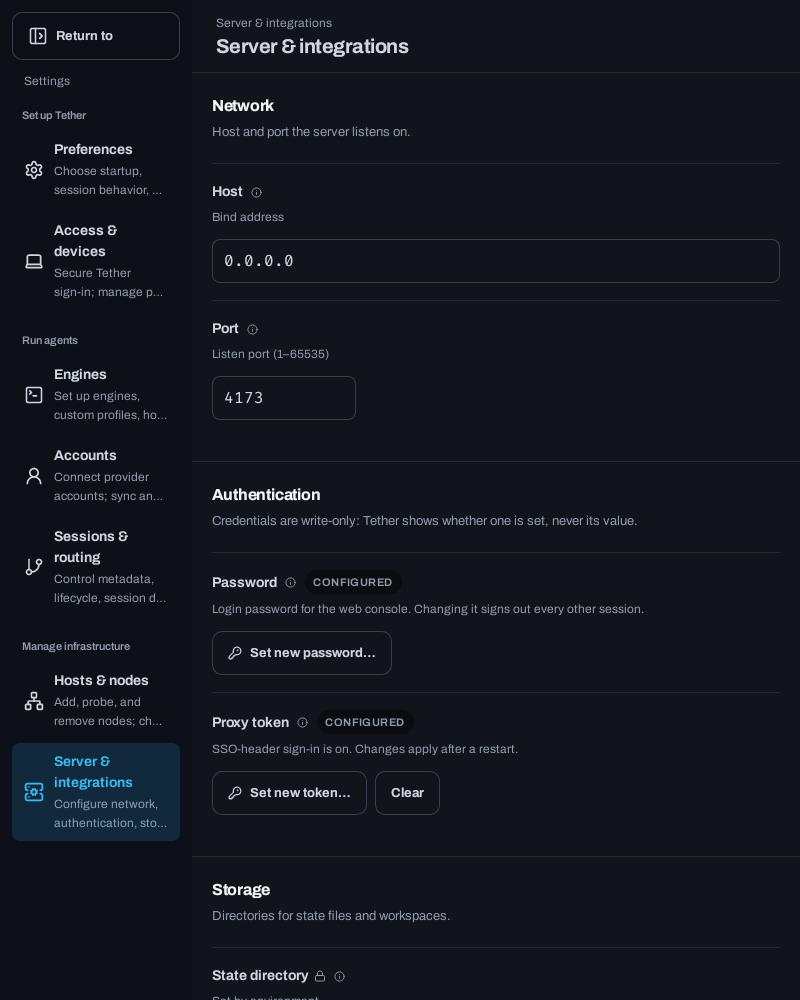 Return to
Settings
Set up Tether
Preferences
Choose startup,
session behavior, ...
Access &
devices
Secure Tether
sign-in; manage p...
Run agents
Engines
Set up engines,
custom profiles, ho...
Accounts
Connect provider
accounts; sync an...
Sessions &
routing
Control metadata,
lifecycle, session d...
Manage infrastructure
Hosts & nodes
Add, probe, and
remove nodes; ch...
Server &
integrations
Configure network,
authentication, sto...
Server & integrations
Server & integrations
Network
Host and port the server listens on.
Host
Bind address
0.0.0.0
Port
Listen port (1–65535)
4173
Authentication
Credentials are write-only: Tether shows whether one is set, never its value.
Password CONFIGURED
Login password for the web console. Changing it signs out every other session.
Set new password...
Proxy token CONFIGURED
SSO-header sign-in is on. Changes apply after a restart.
Set new token... Clear
Storage
Directories for state files and workspaces.
State directory
Set by environment